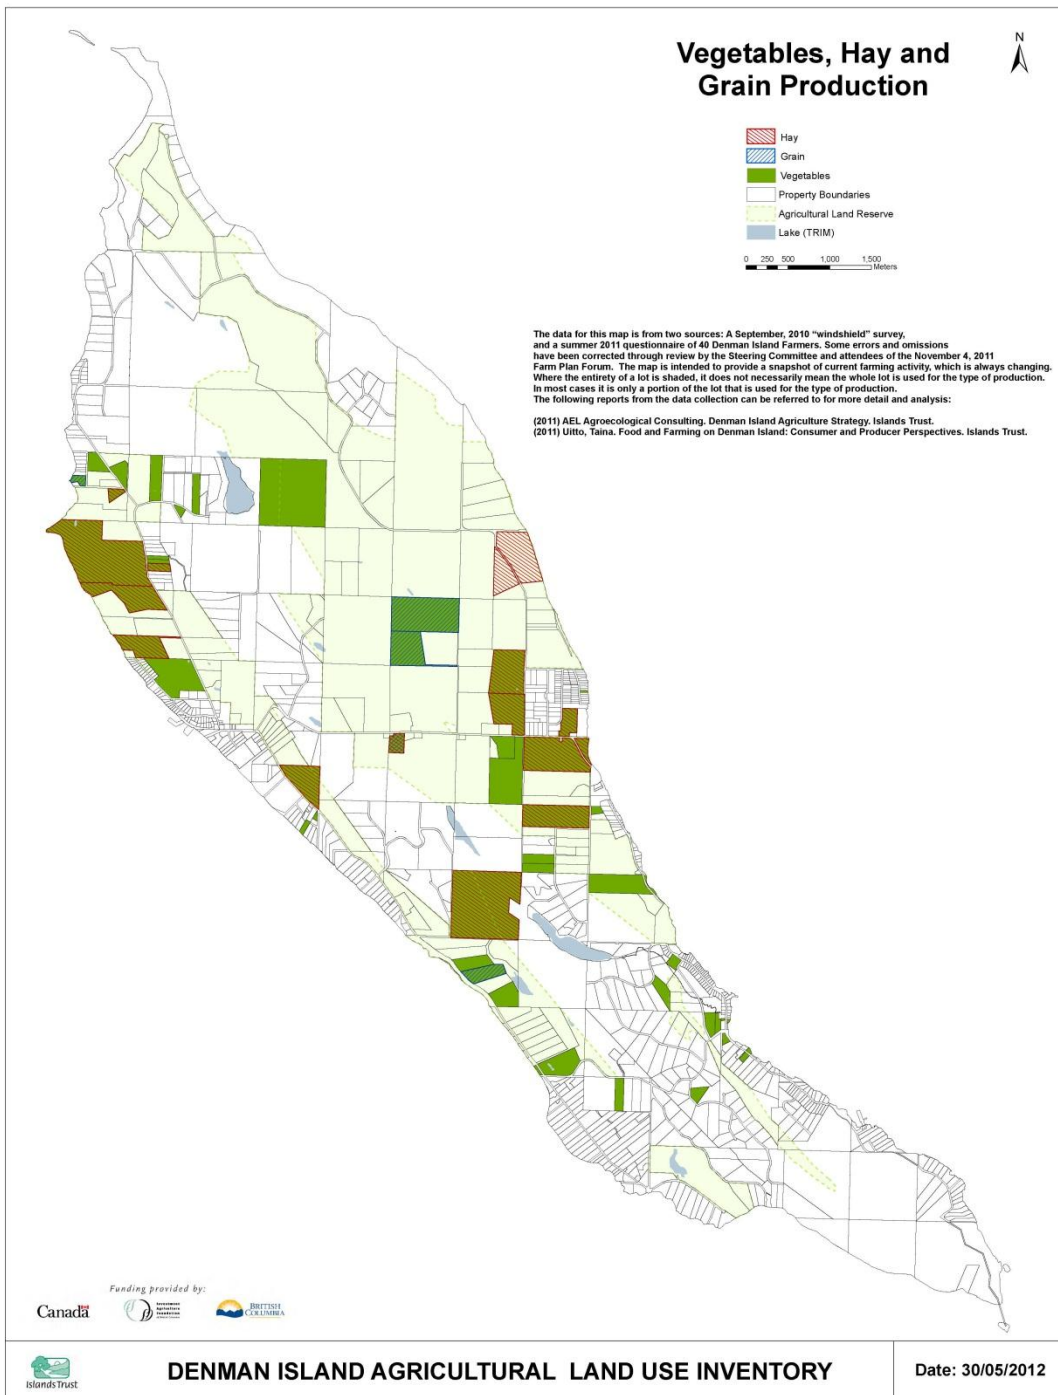 Vegetables, Hay and
Grain Production
N
Hay
Grain
Vegetables
Property Boundaries
Agricultural Land Reserve
Lake (TRIM)
0 250 500 1,000 1,500
Meters
The data for this map is from two sources: A September, 2010 "windshield" survey,
and a summer 2011 questionnaire of 40 Denman Island Farmers. Some errors and omissions
have been corrected through review by the Steering Committee and attendees of the November 4, 2011
Farm Plan Forum. The map is intended to provide a snapshot of current farming activity, which is always changing.
Where the entirety of a lot is shaded, it does not necessarily mean the whole lot is used for the type of production.
In most cases it is only a portion of the lot that is used for the type of production.
The following reports from the data collection can be referred to for more detail and analysis:
(2011) AEL Agroecological Consulting. Denman Island Agriculture Strategy. Islands Trust.
(2011) Uitto, Taina. Food and Farming on Denman Island: Consumer and Producer Perspectives. Islands Trust.
Funding provided by:
Canada
Investment
Agriculture
Foundation
BRITISH
COLUMBIA
Islands Trust
DENMAN ISLAND AGRICULTURAL LAND USE INVENTORY
Date: 30/05/2012